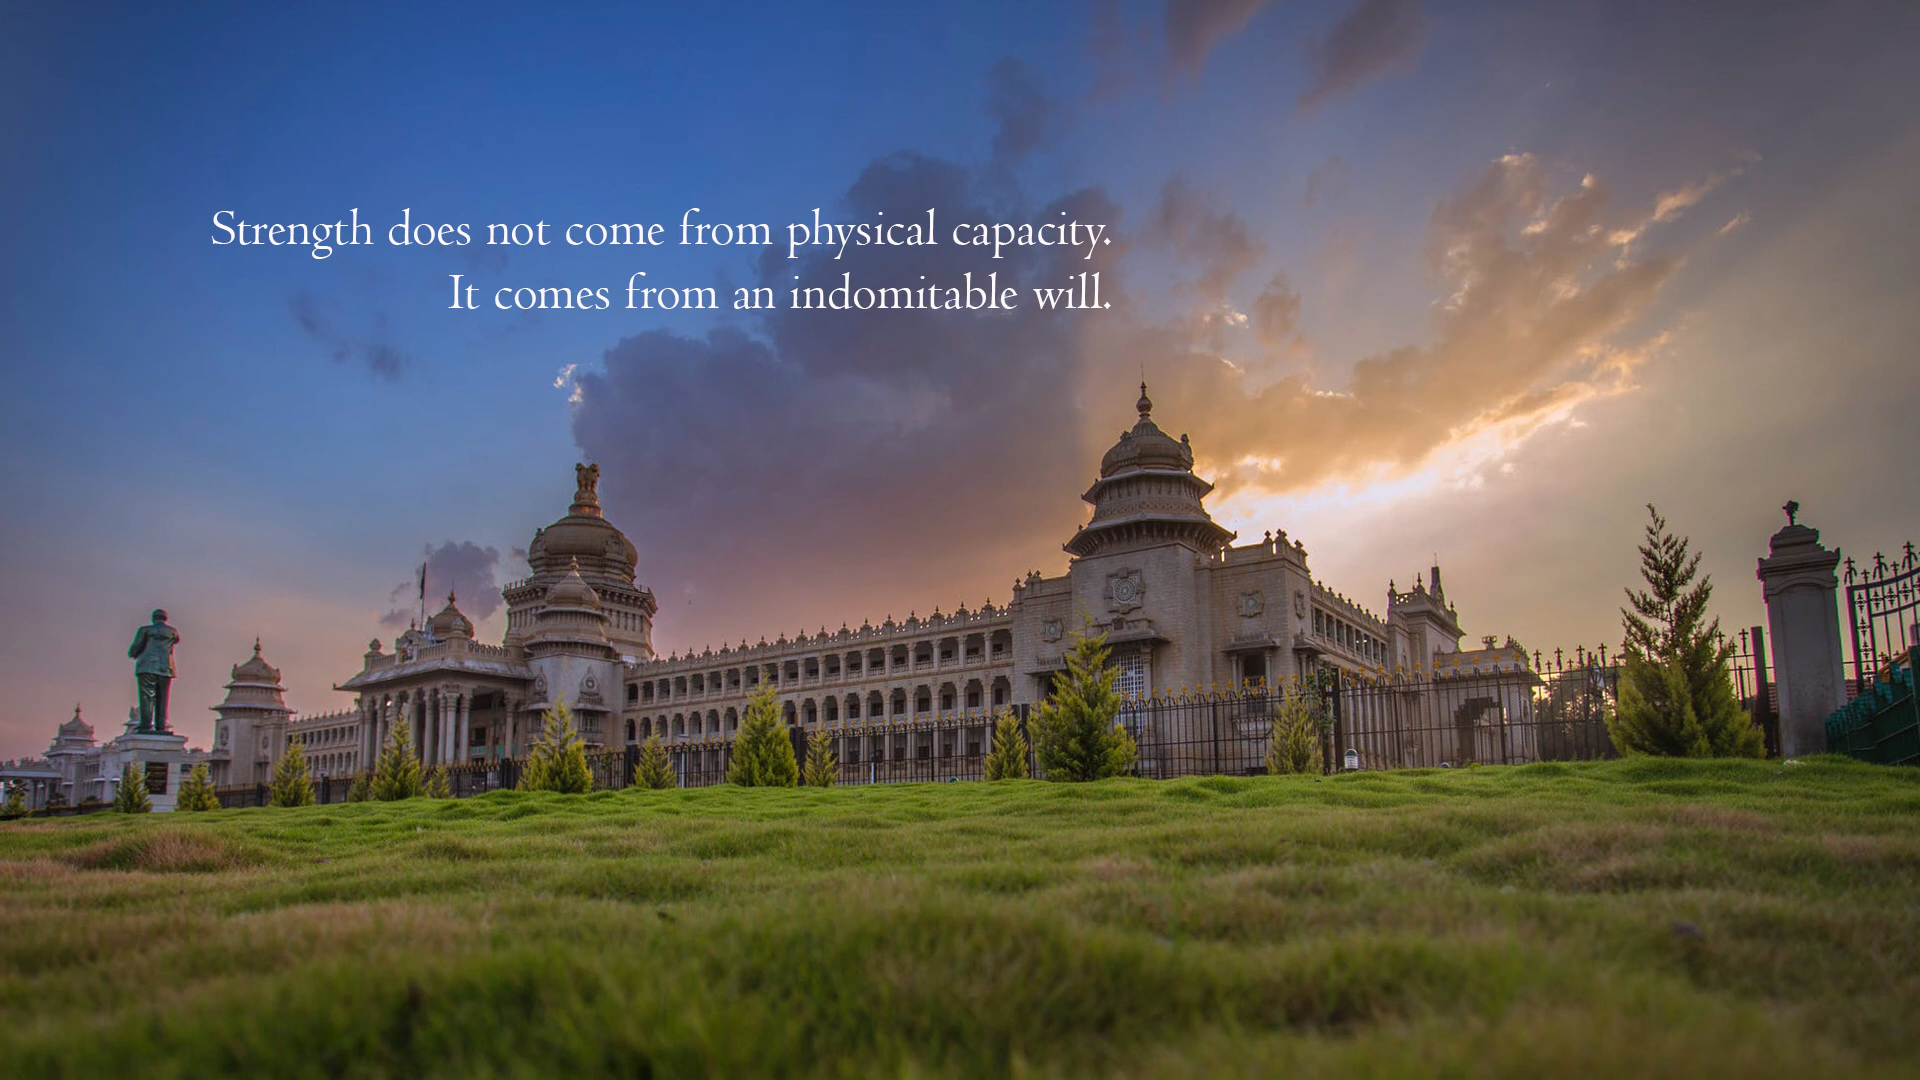 Strength does not come from physical capacity.
It comes from an indomitable will.